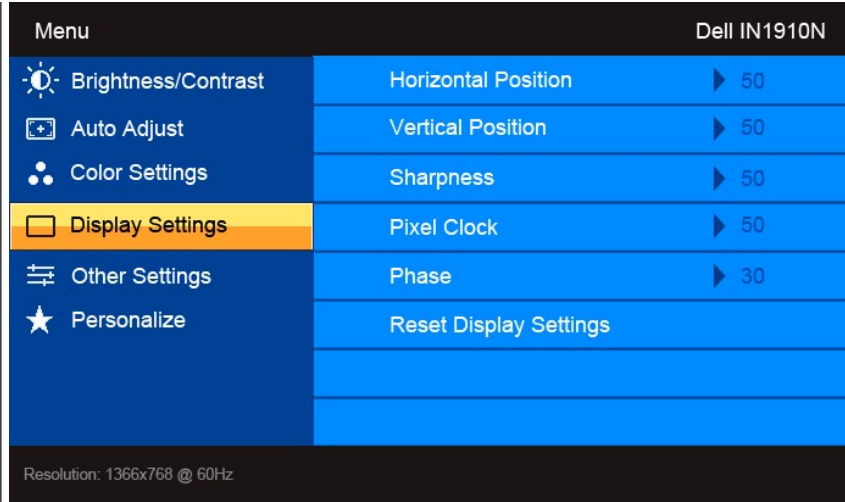 Menu Dell IN1910N
Brightness/Contrast Horizontal Position 50
Auto Adjust Vertical Position 50
Color Settings Sharpness 50
Display Settings Pixel Clock 50
Other Settings Phase 30
Personalize Reset Display Settings
Resolution: 1366x768 @ 60Hz